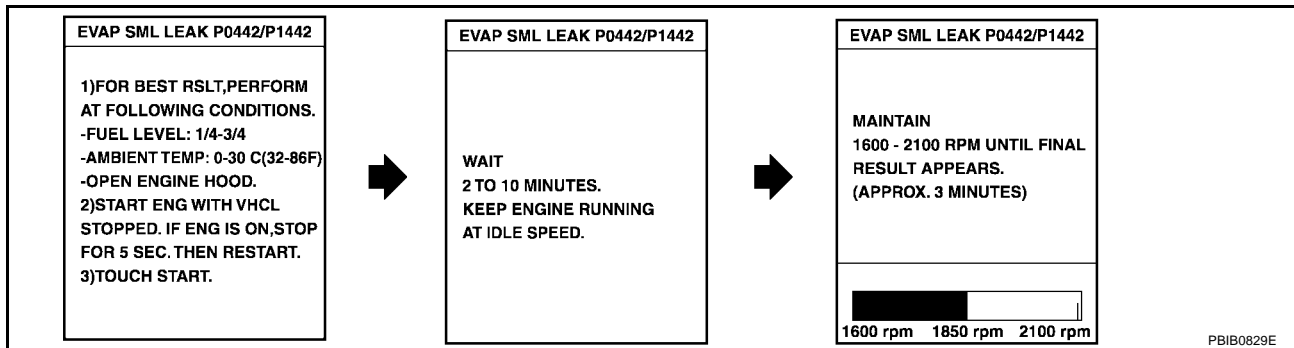 EVAP SML LEAK P0442/P1442
1)FOR BEST RSLT,PERFORM
AT FOLLOWING CONDITIONS.
-FUEL LEVEL: 1/4-3/4
-AMBIENT TEMP: 0-30 C(32-86F)
-OPEN ENGINE HOOD.
2)START ENG WITH VHCL
STOPPED. IF ENG IS ON,STOP
FOR 5 SEC. THEN RESTART.
3)TOUCH START.
EVAP SML LEAK P0442/P1442
WAIT
2 TO 10 MINUTES.
KEEP ENGINE RUNNING
AT IDLE SPEED.
EVAP SML LEAK P0442/P1442
MAINTAIN
1600 - 2100 RPM UNTIL FINAL
RESULT APPEARS.
(APPROX. 3 MINUTES)
1600 rpm 1850 rpm 2100 rpm
PBIB0829E